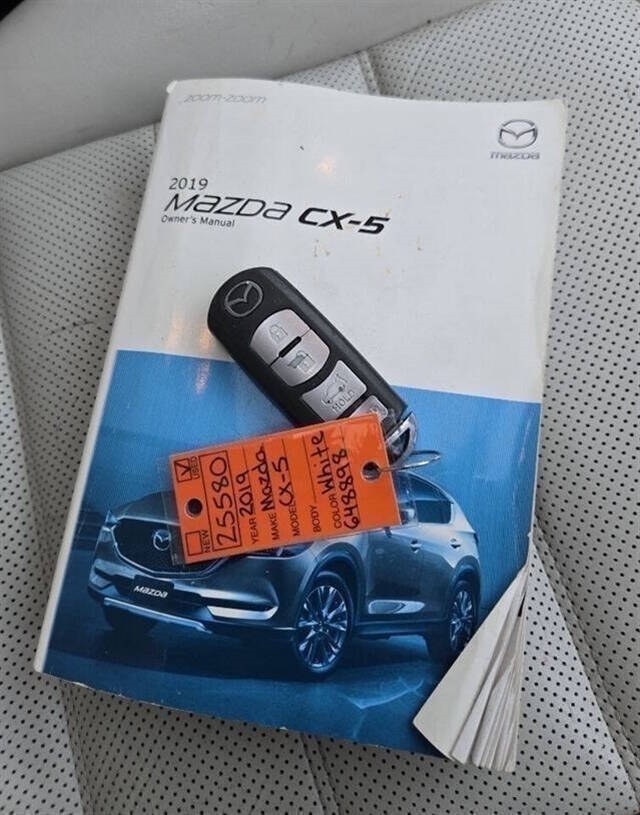 zoom-zoom
mazda
2019
mazda CX-5
Owner's Manual
HOLD
NEW USED
25580
YEAR 2019
MAKE Mazda
MODEL CX-5
BODY
COLOR White
648898
mazda